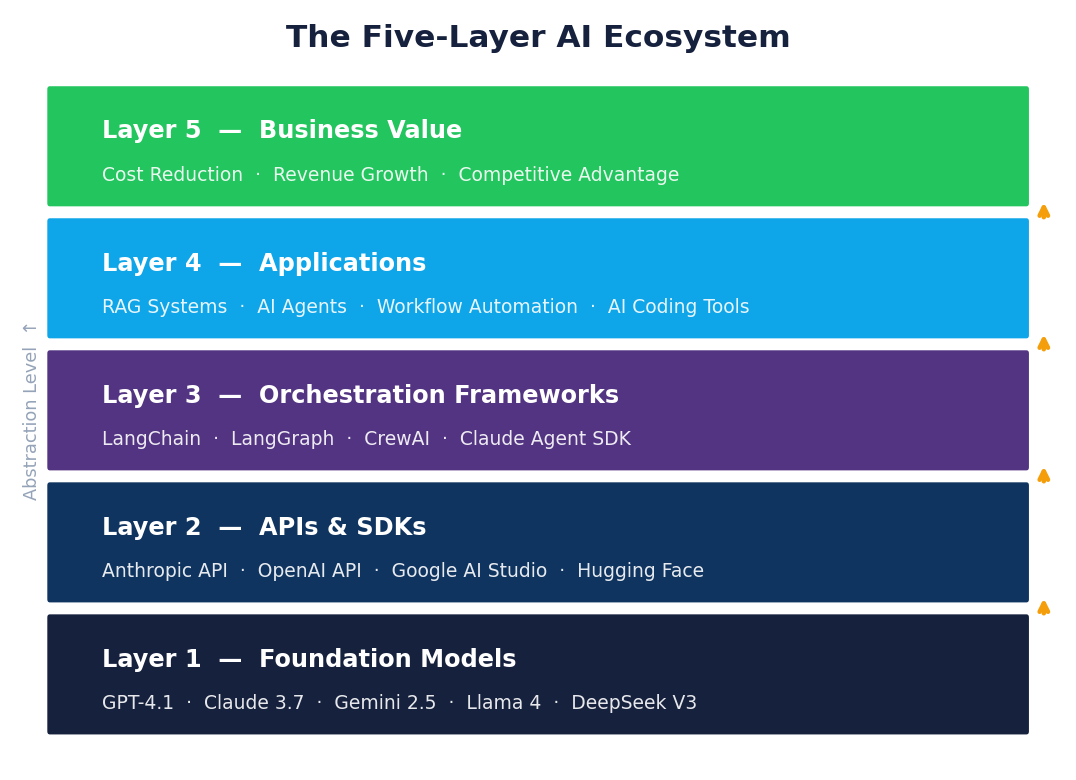 The Five-Layer AI Ecosystem
Layer 5 — Business Value
Cost Reduction · Revenue Growth · Competitive Advantage
Layer 4 — Applications
RAG Systems · AI Agents · Workflow Automation · AI Coding Tools
Abstraction Level ↑
Layer 3 — Orchestration Frameworks
LangChain · LangGraph · CrewAI · Claude Agent SDK
Layer 2 — APIs & SDKs
Anthropic API · OpenAI API · Google AI Studio · Hugging Face
Layer 1 — Foundation Models
GPT-4.1 · Claude 3.7 · Gemini 2.5 · Llama 4 · DeepSeek V3